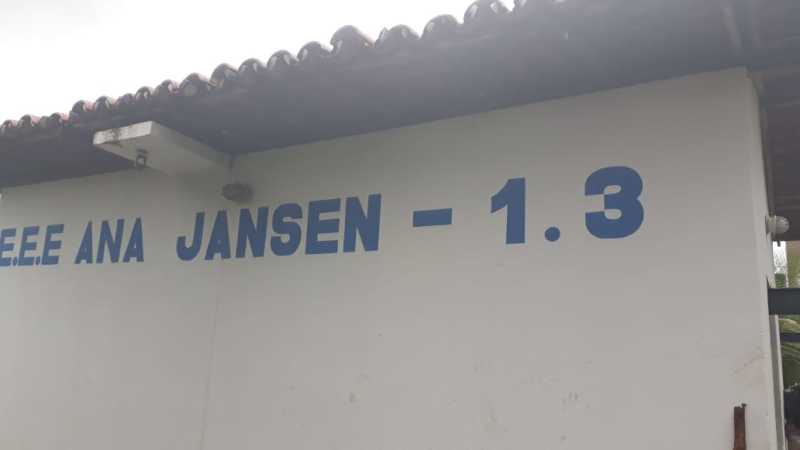 E.E.E ANA JANSEN - 1.3